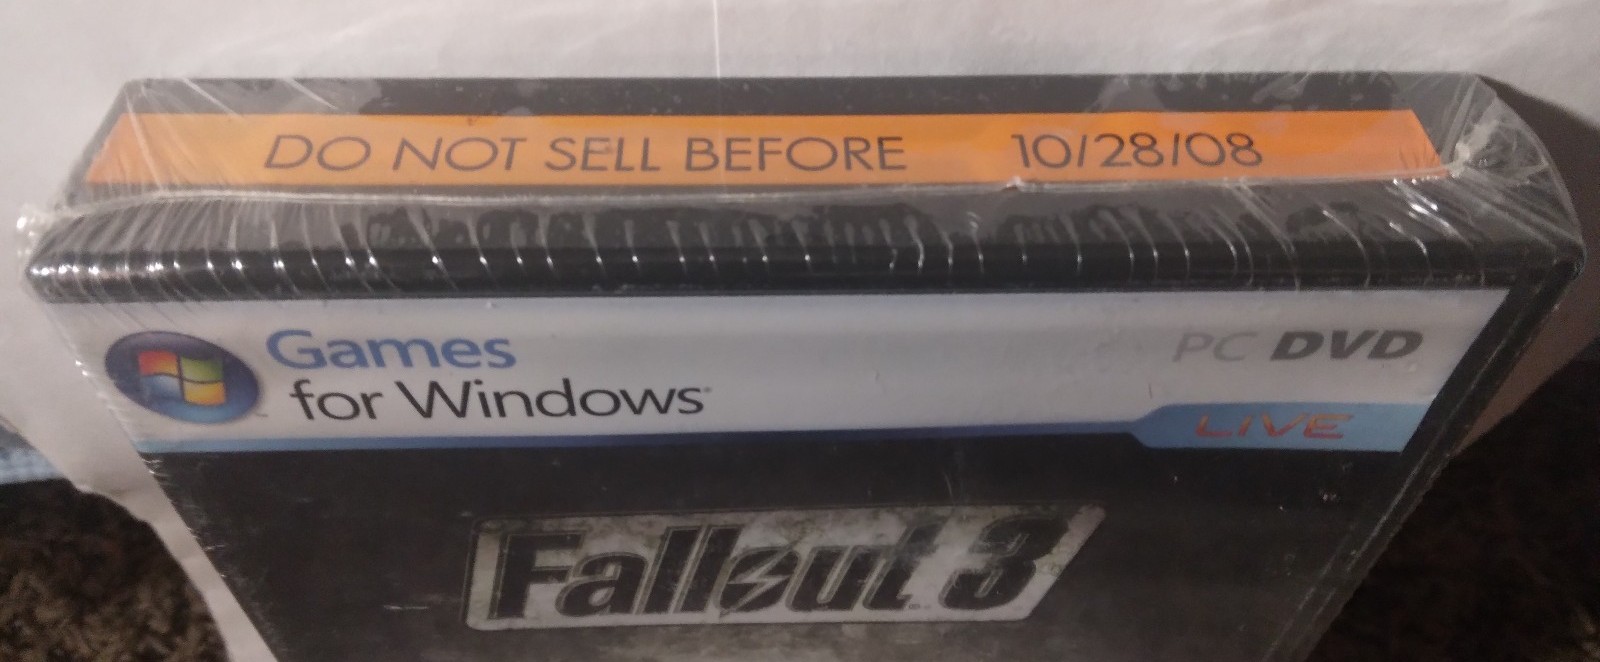 DO NOT SELL BEFORE 10/28/08
Games
for Windows
PC DVD
LIVE
Fallout 3